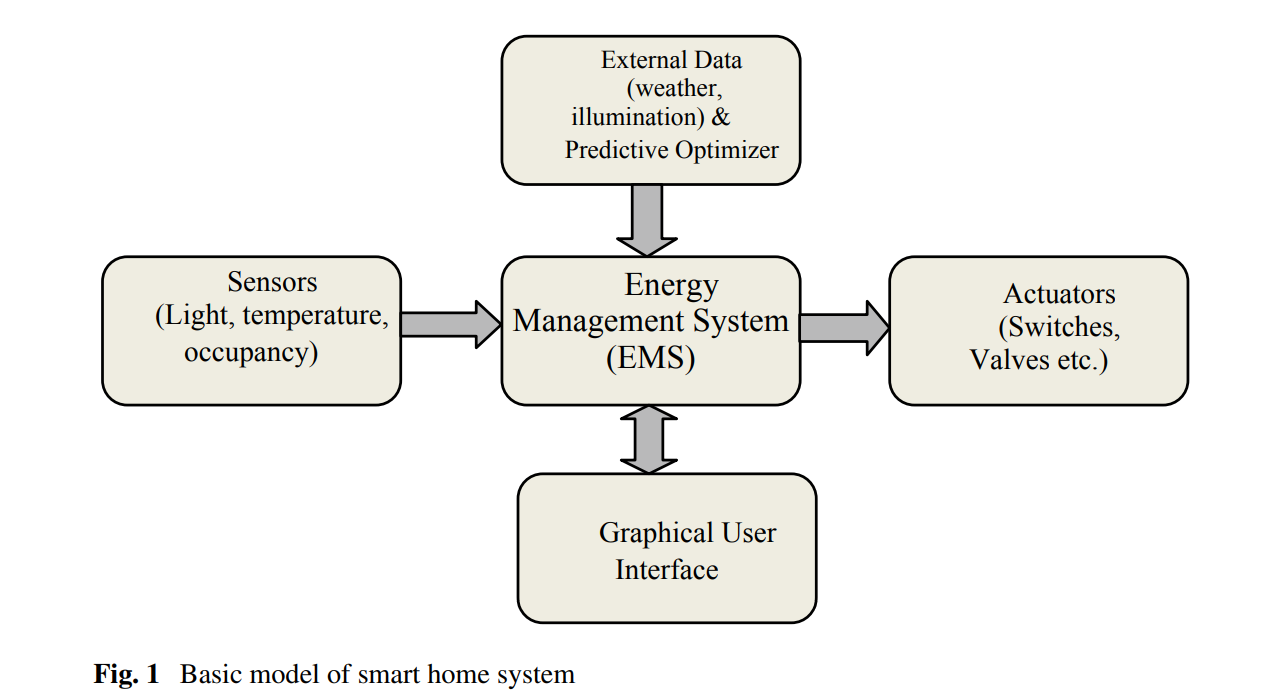 External Data
(weather,
illumination) &
Predictive Optimizer
Sensors
(Light, temperature,
occupancy)
Energy
Management System
(EMS)
Actuators
(Switches,
Valves etc.)
Graphical User
Interface
Fig. 1 Basic model of smart home system